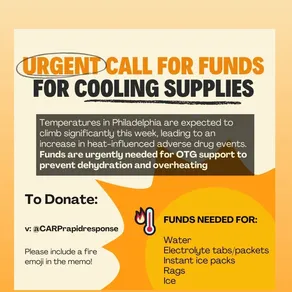 URGENT CALL FOR FUNDS
FOR COOLING SUPPLIES
Temperatures in Philadelphia are expected to
climb significantly this week, leading to an
increase in heat-influenced adverse drug events.
Funds are urgently needed for OTG support to
prevent dehydration and overheating
To Donate:
v: @CARPrapidresponse
Please include a fire
emoji in the memo!
FUNDS NEEDED FOR:
Water
Electrolyte tabs/packets
Instant ice packs
Rags
Ice